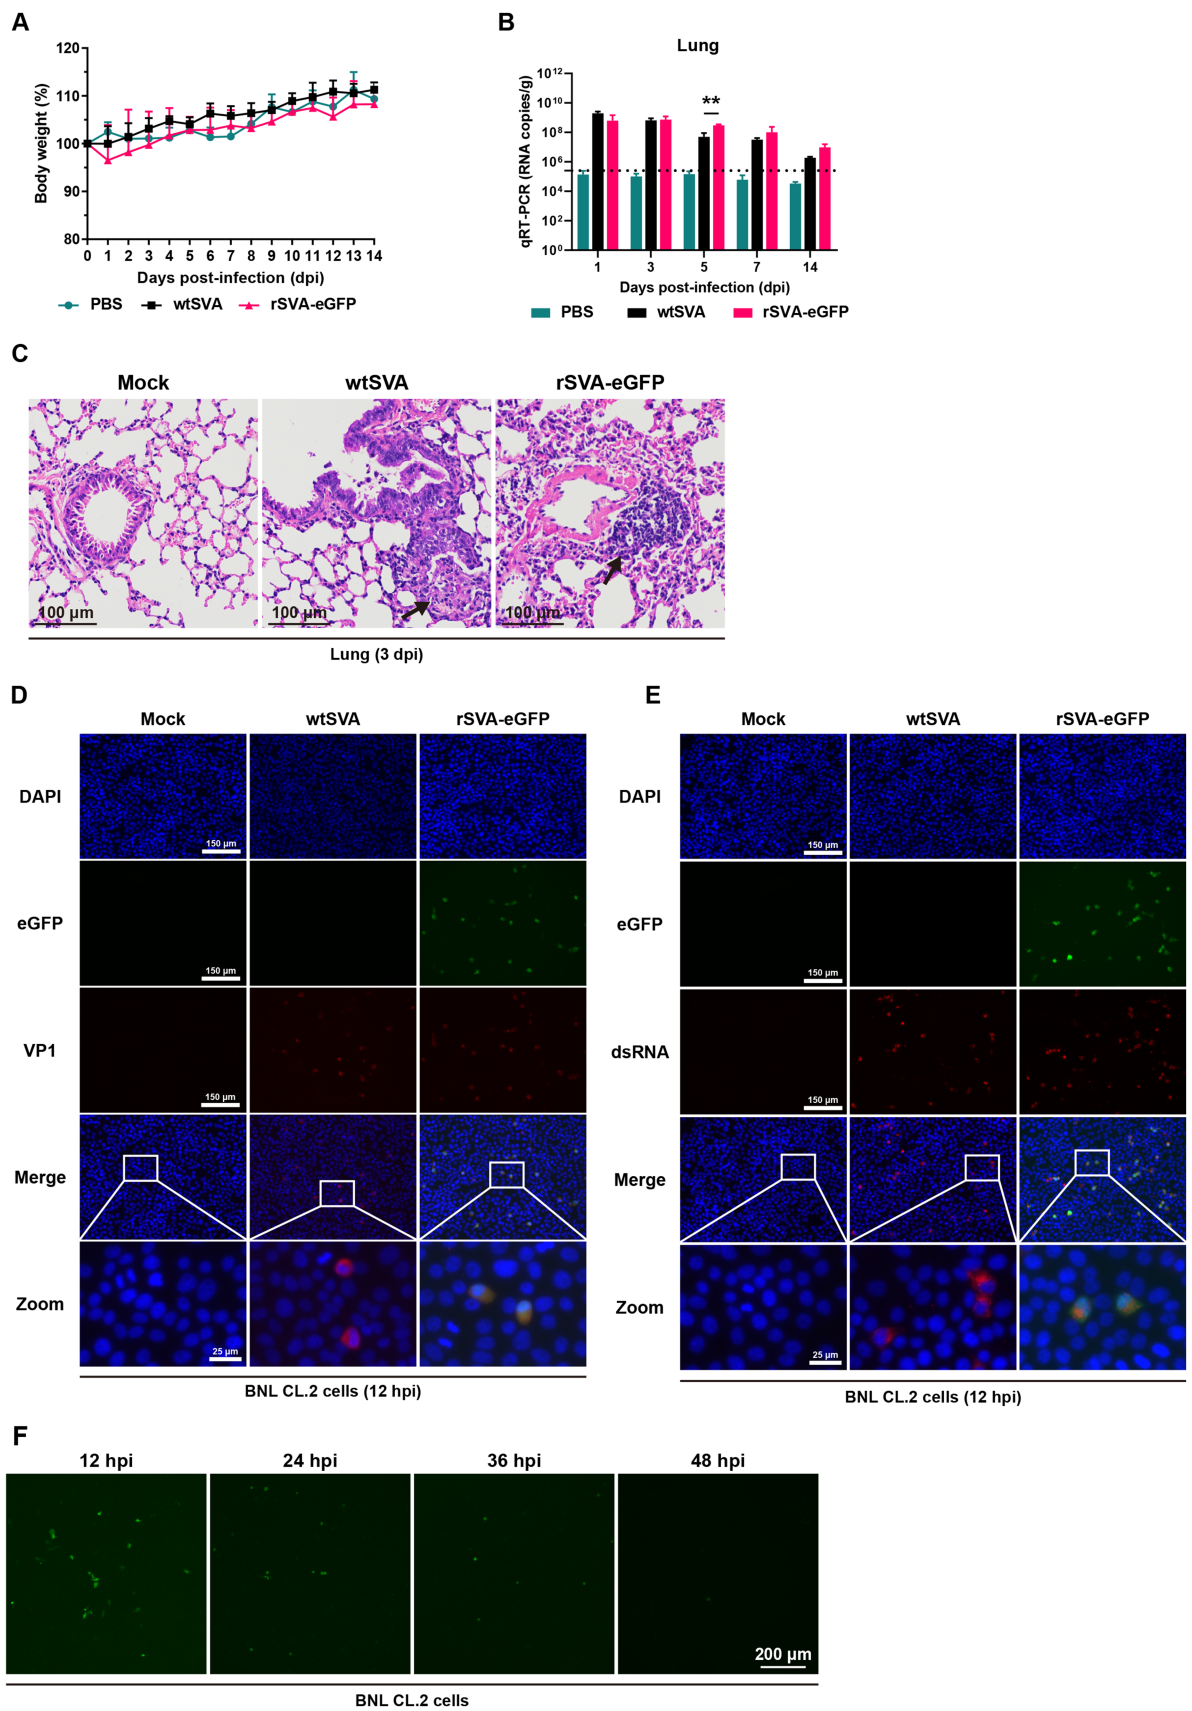 A
B
Lung
120
110
100
90
80
Body weight (%)
0 1 2 3 4 5 6 7 8 9 10 11 12 13 14
Days post-infection (dpi)
PBS wtSVA rSVA-eGFP
10¹²
10¹⁰
10⁸
10⁶
10⁴
10²
10⁰
qRT-PCR (RNA copies/g)
**
1 3 5 7 14
Days post-infection (dpi)
PBS wtSVA rSVA-eGFP
C
Mock wtSVA rSVA-eGFP
100 µm 100 µm 100 µm
Lung (3 dpi)
D
Mock wtSVA rSVA-eGFP
DAPI
150 µm
eGFP
150 µm
VP1
150 µm
Merge
Zoom
25 µm
BNL CL.2 cells (12 hpi)
E
Mock wtSVA rSVA-eGFP
DAPI
150 µm
eGFP
150 µm
dsRNA
150 µm
Merge
Zoom
25 µm
BNL CL.2 cells (12 hpi)
F
12 hpi 24 hpi 36 hpi 48 hpi
200 µm
BNL CL.2 cells